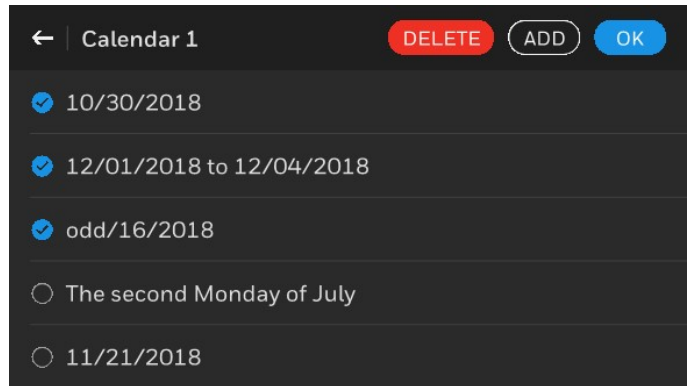 Calendar 1 DELETE ADD OK
10/30/2018
12/01/2018 to 12/04/2018
odd/16/2018
The second Monday of July
11/21/2018